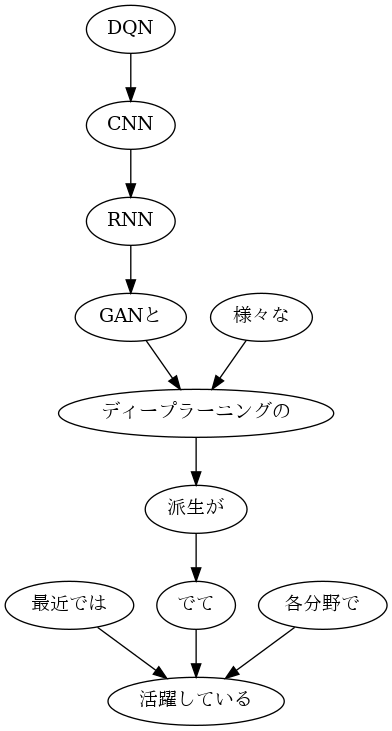 DQN
CNN
RNN
GANと
様々な
ディープラーニングの
派生が
最近では
でて
各分野で
活躍している